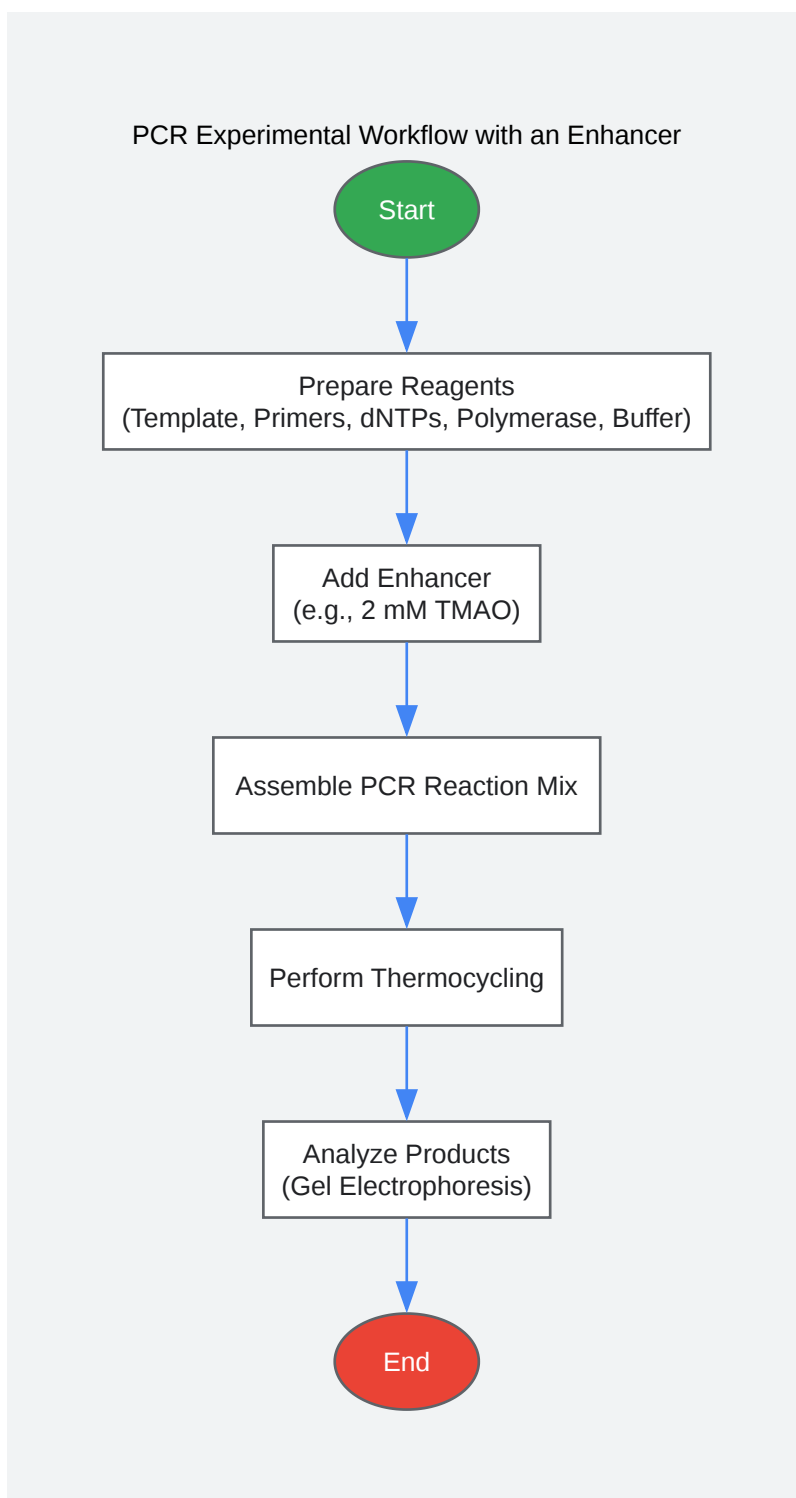 PCR Experimental Workflow with an Enhancer
Start
Prepare Reagents
(Template, Primers, dNTPs, Polymerase, Buffer)
Add Enhancer
(e.g., 2 mM TMAO)
Assemble PCR Reaction Mix
Perform Thermocycling
Analyze Products
(Gel Electrophoresis)
End